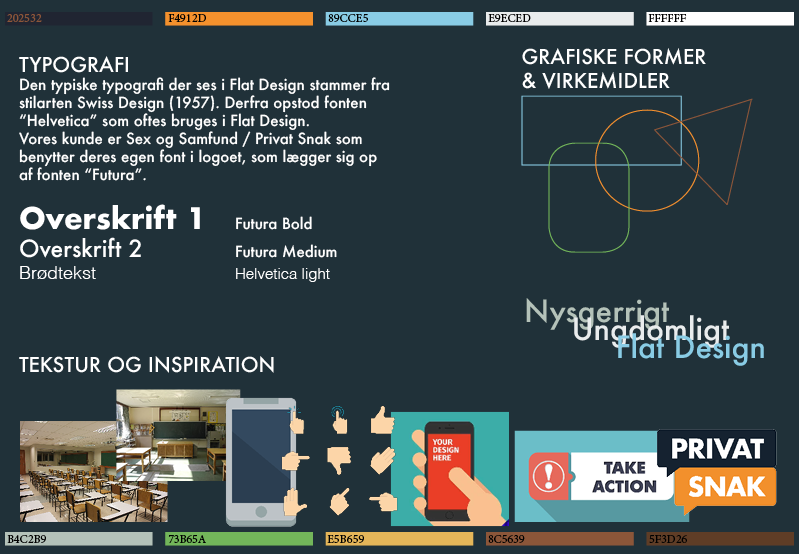 202532
F4912D
89CCE5
E9ECED
FFFFFF
TYPOGRAFI
Den typiske typografi der ses i Flat Design stammer fra
stilarten Swiss Design (1957). Derfra opstod fonten
“Helvetica” som oftes bruges i Flat Design.
Vores kunde er Sex og Samfund / Privat Snak som
benytter deres egen font i logoet, som lægger sig op
af fonten “Futura”.
Overskrift 1
Futura Bold
Overskrift 2
Futura Medium
Brødtekst
Helvetica light
GRAFISKE FORMER
& VIRKEMIDLER
Nysgerrigt
Ungdomligt
Flat Design
TEKSTUR OG INSPIRATION
YOUR
DESIGN
HERE
TAKE
ACTION
PRIVAT
SNAK
B4C2B9
73B65A
E5B659
8C5639
5F3D26